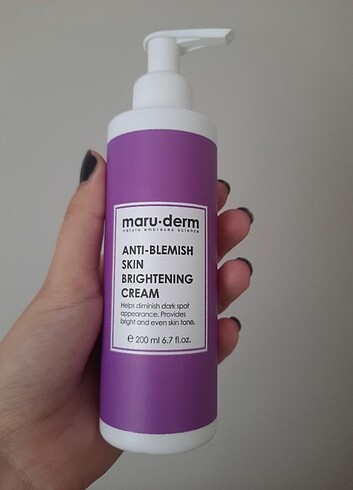 maru·derm
nature embraces science
ANTI-BLEMISH
SKIN
BRIGHTENING
CREAM
Helps diminish dark spot
appearance. Provides
bright and even skin tone.
e 200 ml 6.7 fl.oz.